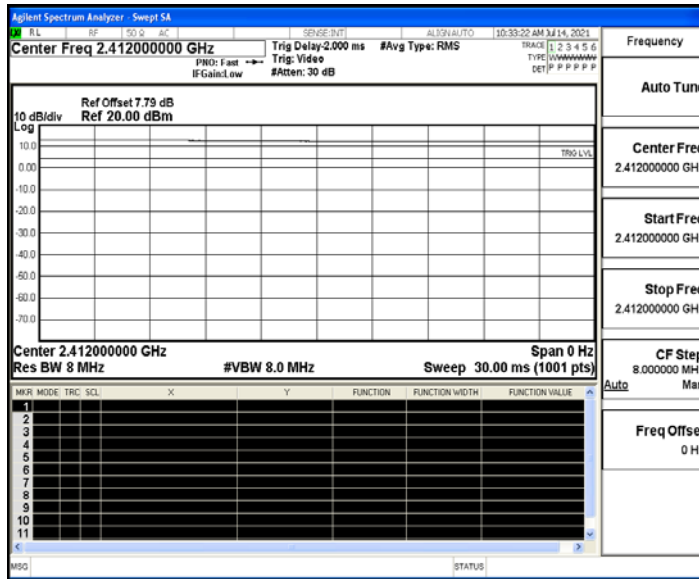 Agilent Spectrum Analyzer - Swept SA
RL RF 50 Ω AC SENSE:INT ALIGNAUTO 10:33:22 AM Jul 14, 2021
Center Freq 2.412000000 GHz
PNO: Fast
IFGain:Low
Trig Delay-2.000 ms
Trig: Video
#Atten: 30 dB
#Avg Type: RMS
TRACE 1 2 3 4 5 6
TYPE
DET P P P P P P
Ref Offset 7.79 dB
10 dB/div Ref 20.00 dBm
Log
10.0
TRIG LVL
0.00
-10.0
-20.0
-30.0
-40.0
-50.0
-60.0
-70.0
Center 2.412000000 GHz Span 0 Hz
Res BW 8 MHz #VBW 8.0 MHz Sweep 30.00 ms (1001 pts)
MKR MODE TRC SCL X Y FUNCTION FUNCTION WIDTH FUNCTION VALUE
1
2
3
4
5
6
7
8
9
10
11
MSG STATUS
Frequency
Auto Tun
Center Fre
2.412000000 GH
Start Fre
2.412000000 GH
Stop Fre
2.412000000 GH
CF Step
8.000000 MH
Auto Ma
Freq Offse
0 H